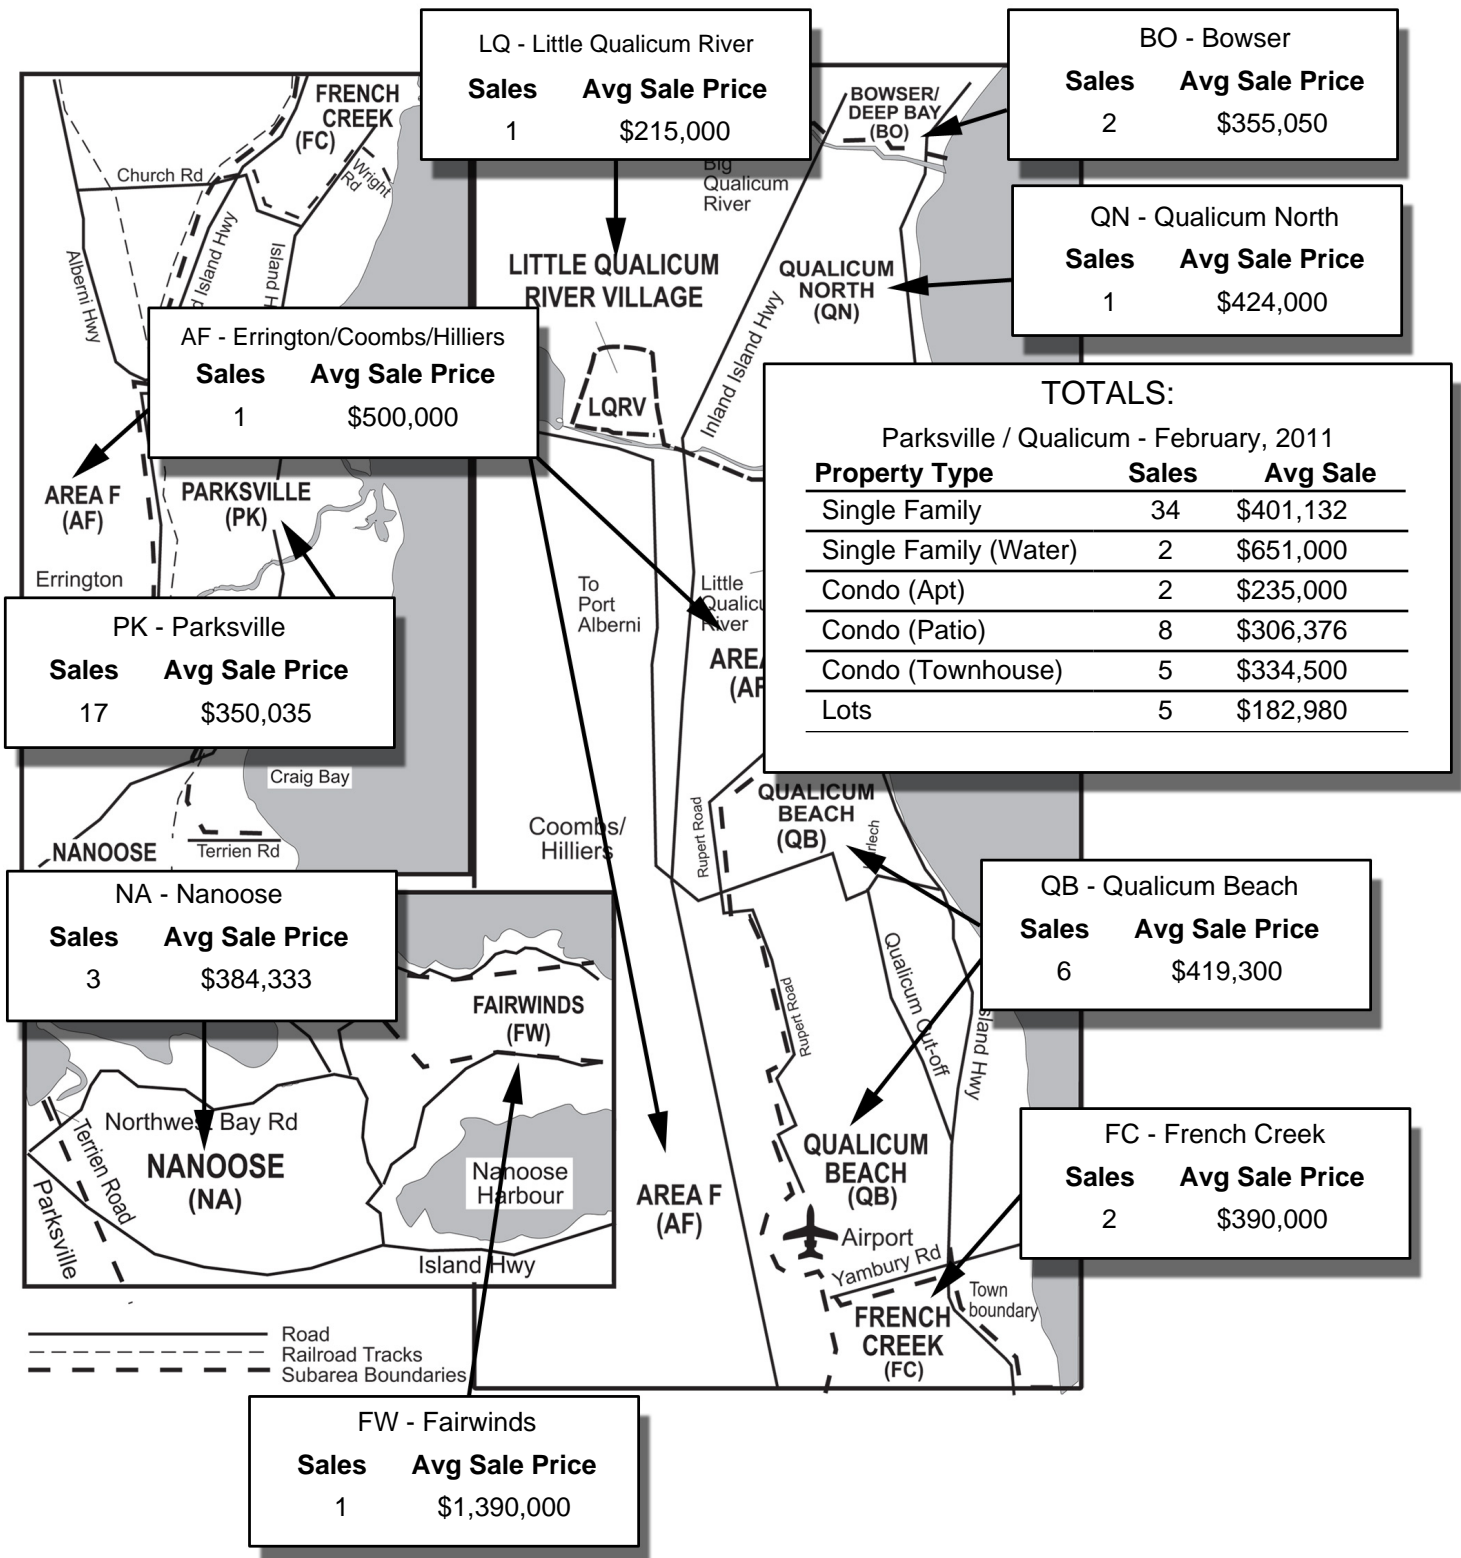 LQ - Little Qualicum River
Sales Avg Sale Price
1 $215,000
BO - Bowser
Sales Avg Sale Price
2 $355,050
QN - Qualicum North
Sales Avg Sale Price
1 $424,000
AF - Errington/Coombs/Hilliers
Sales Avg Sale Price
1 $500,000
TOTALS:
Parksville / Qualicum - February, 2011
Property Type Sales Avg Sale
Single Family 34 $401,132
Single Family (Water) 2 $651,000
Condo (Apt) 2 $235,000
Condo (Patio) 8 $306,376
Condo (Townhouse) 5 $334,500
Lots 5 $182,980
PK - Parksville
Sales Avg Sale Price
17 $350,035
NA - Nanoose
Sales Avg Sale Price
3 $384,333
QB - Qualicum Beach
Sales Avg Sale Price
6 $419,300
FC - French Creek
Sales Avg Sale Price
2 $390,000
FW - Fairwinds
Sales Avg Sale Price
1 $1,390,000
FRENCH
CREEK
(FC)
Church Rd
Wright
Rd
Alberni Hwy
Island Hwy
Island H
AREA F
(AF)
Errington
PARKSVILLE
(PK)
Craig Bay
NANOOSE
Terrien Rd
BOWSER/
DEEP BAY
(BO)
Big
Qualicum
River
LITTLE QUALICUM
RIVER VILLAGE
QUALICUM
NORTH
(QN)
Inland Island Hwy
LQRV
To
Port
Alberni
Little
Qualicu
River
AREA
(AF
Coombs/
Hilliers
Rupert Road
QUALICUM
BEACH
(QB)
Qualicum Cut-off
Rupert Road
Island Hwy
QUALICUM
BEACH
(QB)
AREA F
(AF)
Airport
Yambury Rd
Town
boundary
FRENCH
CREEK
(FC)
FAIRWINDS
(FW)
Northwest Bay Rd
NANOOSE
(NA)
Terrien Road
Parksville
Nanoose
Harbour
Island Hwy
Road
Railroad Tracks
Subarea Boundaries